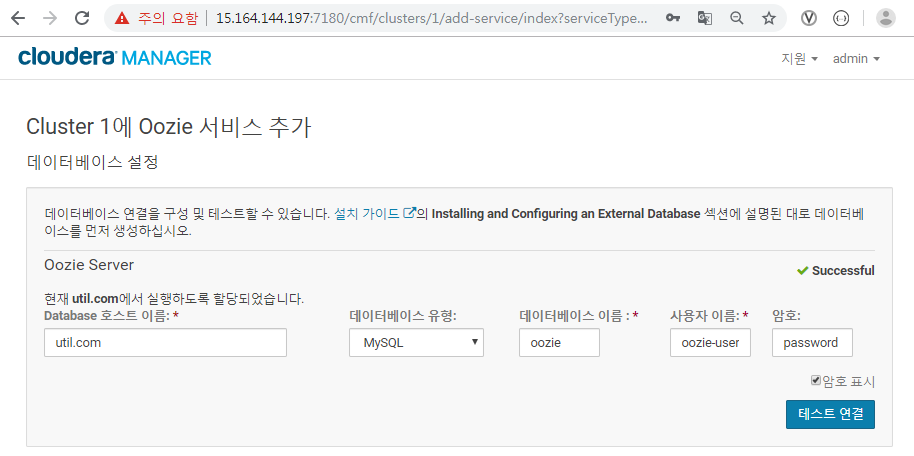 주의 요함 15.164.144.197:7180/cmf/clusters/1/add-service/index?serviceType...
cloudera MANAGER 지원 admin
Cluster 1에 Oozie 서비스 추가
데이터베이스 설정
데이터베이스 연결을 구성 및 테스트할 수 있습니다. 설치 가이드의 Installing and Configuring an External Database 섹션에 설명된 대로 데이터베
이스를 먼저 생성하십시오.
Oozie Server Successful
현재 util.com에서 실행하도록 할당되었습니다.
Database 호스트 이름: * 데이터베이스 유형: 데이터베이스 이름 : * 사용자 이름: * 암호:
util.com MySQL oozie oozie-user password
암호 표시
테스트 연결